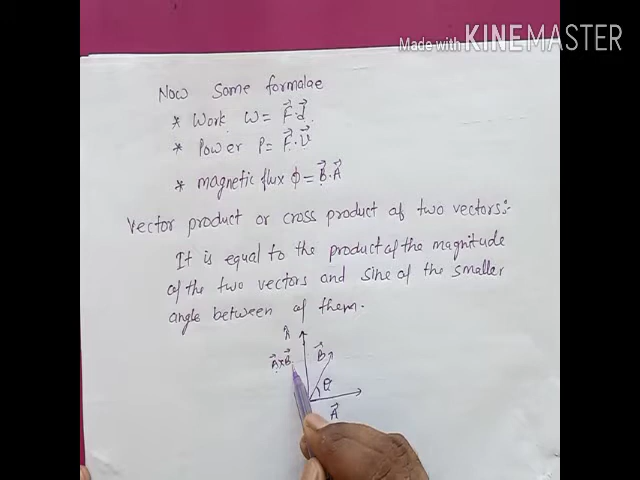 Made with KINEMASTER
Now Some formalae
* Work W = F⃗·d⃗.
* Power P = F⃗·V⃗
* magnetic flux ϕ = B⃗·A⃗
Vector product or cross product of two vectors:-
It is equal to the product of the magnitude
of the two vectors and sine of the smaller
angle between of them.
n̂
A⃗×B⃗
B⃗
θ
A⃗